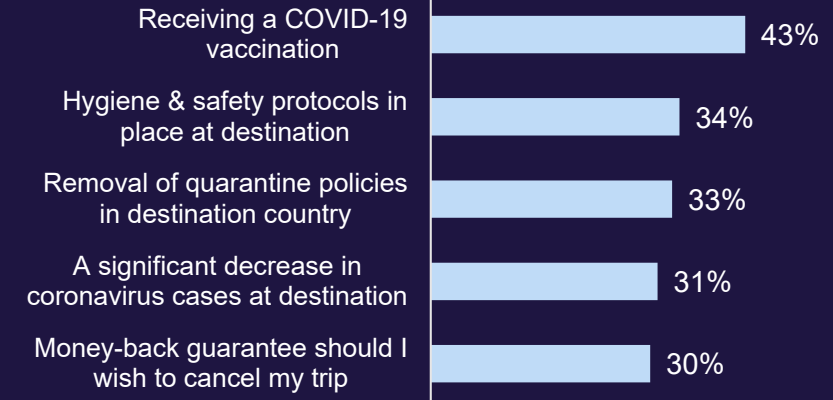 Receiving a COVID-19
vaccination
43%
Hygiene & safety protocols in
place at destination
34%
Removal of quarantine policies
in destination country
33%
A significant decrease in
coronavirus cases at destination
31%
Money-back guarantee should I
wish to cancel my trip
30%